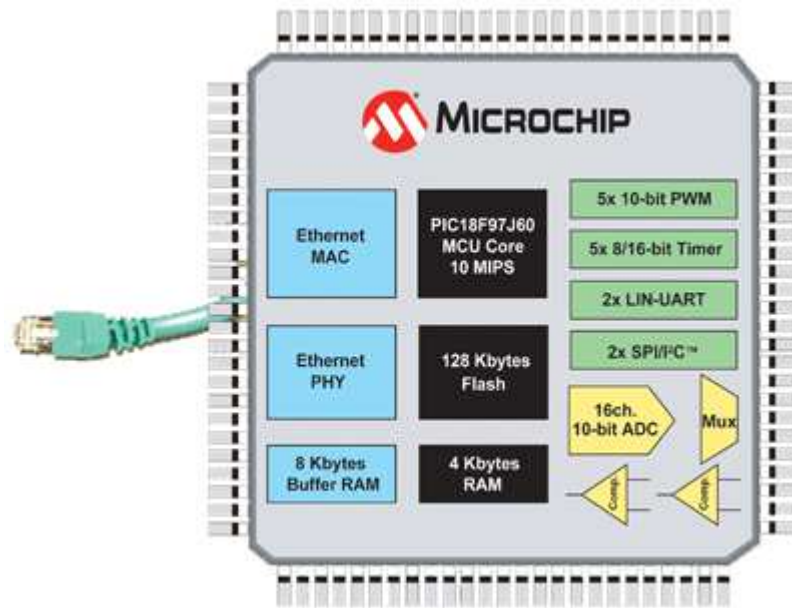 MICROCHIP
Ethernet
MAC
PIC18F97J60
MCU Core
10 MIPS
5x 10-bit PWM
5x 8/16-bit Timer
2x LIN-UART
2x SPI/I²C™
Ethernet
PHY
128 Kbytes
Flash
16ch.
10-bit ADC
Mux
8 Kbytes
Buffer RAM
4 Kbytes
RAM
Comp.
Comp.